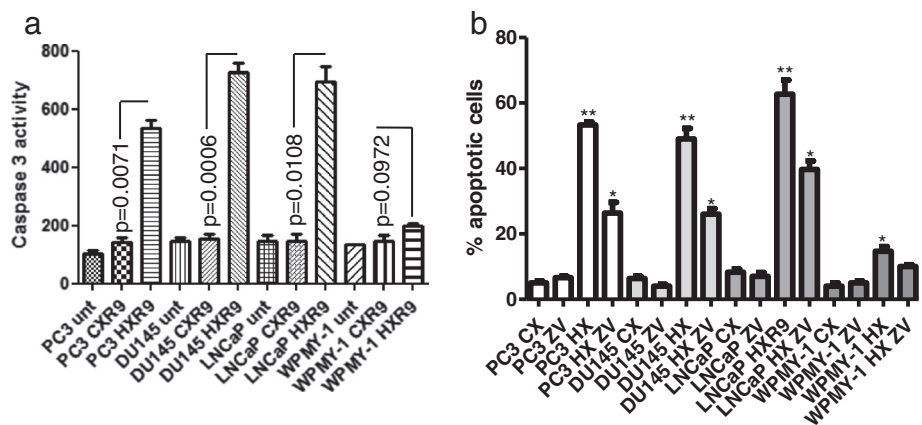 a
Caspase 3 activity
800
600
400
200
0
p=0.0071
p=0.0006
p=0.0108
p=0.0972
PC3 unt
PC3 CXR9
PC3 HXR9
DU145 unt
DU145 CXR9
DU145 HXR9
LNCaP unt
LNCaP CXR9
LNCaP HXR9
WPMY-1 unt
WPMY-1 CXR9
WPMY-1 HXR9
b
% apoptotic cells
80
60
40
20
0
**
*
**
*
**
*
*
PC3 CX
PC3 ZV
PC3 HX
PC3 HX ZV
DU145 CX
DU145 ZV
DU145 HX
DU145 HX ZV
LNCaP CX
LNCaP ZV
LNCaP HXR9
LNCaP HX ZV
WPMY-1 CX
WPMY-1 ZV
WPMY-1 HX
WPMY-1 HX ZV